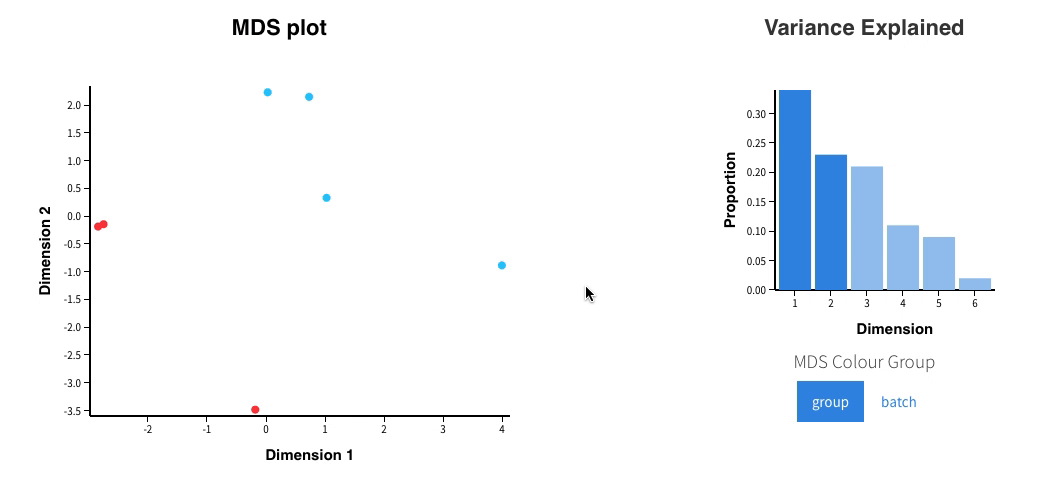 MDS plot
Variance Explained
2.0
1.5
1.0
0.5
0.0
-0.5
-1.0
-1.5
-2.0
-2.5
-3.0
-3.5
Dimension 2
-2 -1 0 1 2 3 4
Dimension 1
0.30
0.25
0.20
0.15
0.10
0.05
0.00
Proportion
1 2 3 4 5 6
Dimension
MDS Colour Group
group batch